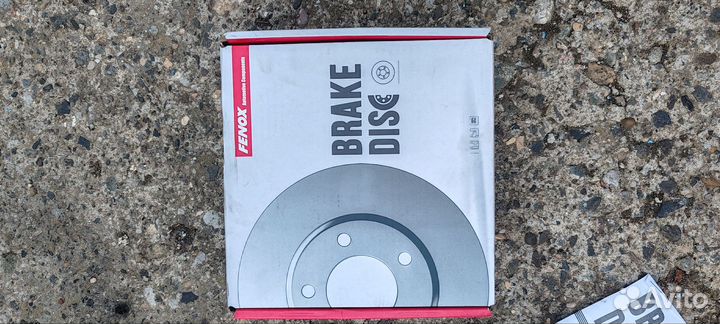 FENOX
Automotive Components
BRAKE
DISC
Avito